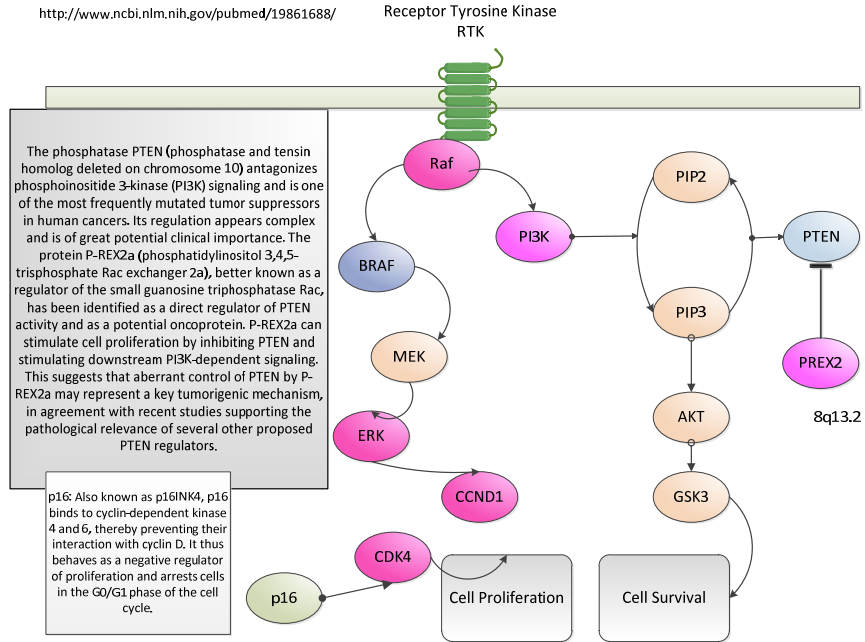 http://www.ncbi.nlm.nih.gov/pubmed/19861688/
Receptor Tyrosine Kinase
RTK
The phosphatase PTEN (phosphatase and tensin
homolog deleted on chromosome 10) antagonizes
phosphoinositide 3-kinase (PI3K) signaling and is one
of the most frequently mutated tumor suppressors
in human cancers. Its regulation appears complex
and is of great potential clinical importance. The
protein P-REX2a (phosphatidylinositol 3,4,5-
trisphosphate Rac exchanger 2a), better known as a
regulator of the small guanosine triphosphatase Rac,
has been identified as a direct regulator of PTEN
activity and as a potential oncoprotein. P-REX2a can
stimulate cell proliferation by inhibiting PTEN and
stimulating downstream PI3K-dependent signaling.
This suggests that aberrant control of PTEN by P-
REX2a may represent a key tumorigenic mechanism,
in agreement with recent studies supporting the
pathological relevance of several other proposed
PTEN regulators.
Raf
PIP2
PI3K
PTEN
BRAF
PIP3
MEK
PREX2
8q13.2
AKT
ERK
CCND1
GSK3
p16: Also known as p16INK4, p16
binds to cyclin-dependent kinase
4 and 6, thereby preventing their
interaction with cyclin D. It thus
behaves as a negative regulator
of proliferation and arrests cells
in the G0/G1 phase of the cell
cycle.
CDK4
p16
Cell Proliferation
Cell Survival